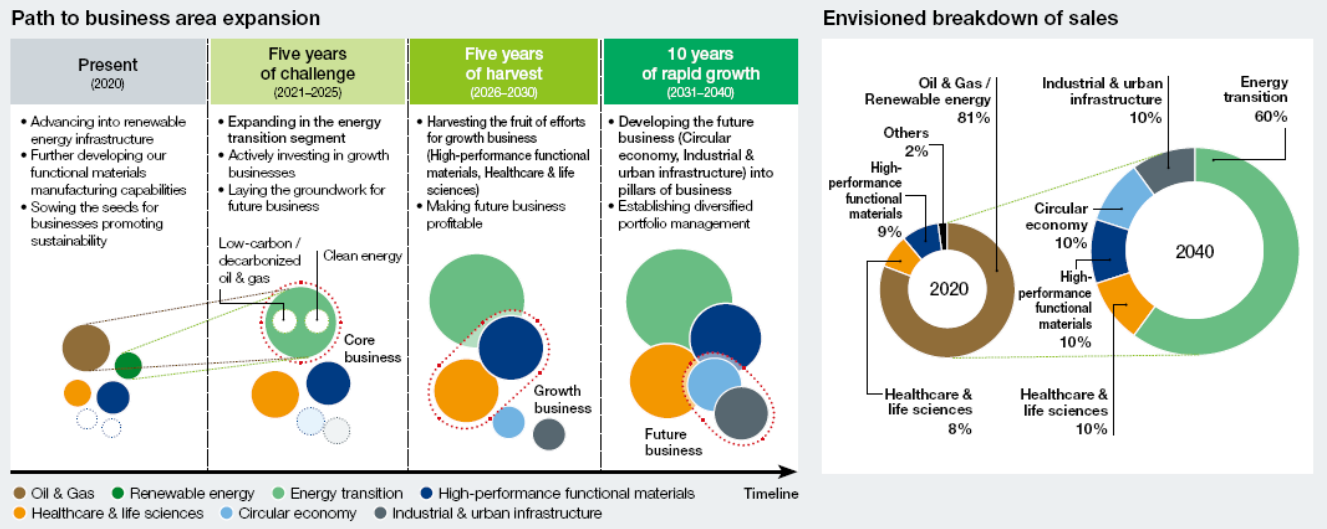 Path to business area expansion
Present
(2020)
• Advancing into renewable
energy infrastructure
• Further developing our
functional materials
manufacturing capabilities
• Sowing the seeds for
businesses promoting
sustainability
Five years
of challenge
(2021–2025)
• Expanding in the energy
transition segment
• Actively investing in growth
businesses
• Laying the groundwork for
future business
Low-carbon /
decarbonized
oil & gas
Clean energy
Core
business
Five years
of harvest
(2026–2030)
• Harvesting the fruit of efforts
for growth business
(High-performance functional
materials, Healthcare & life
sciences)
• Making future business
profitable
Growth
business
10 years
of rapid growth
(2031–2040)
• Developing the future
business (Circular
economy, Industrial &
urban infrastructure) into
pillars of business
• Establishing diversified
portfolio management
Future
business
Oil & Gas
Renewable energy
Energy transition
High-performance functional materials
Timeline
Healthcare & life sciences
Circular economy
Industrial & urban infrastructure
Envisioned breakdown of sales
Oil & Gas /
Renewable energy
81%
Others
2%
High-
performance
functional
materials
9%
2020
Healthcare &
life sciences
8%
Industrial & urban
infrastructure
10%
Energy
transition
60%
Circular
economy
10%
High-
performance
functional
materials
10%
2040
Healthcare &
life sciences
10%